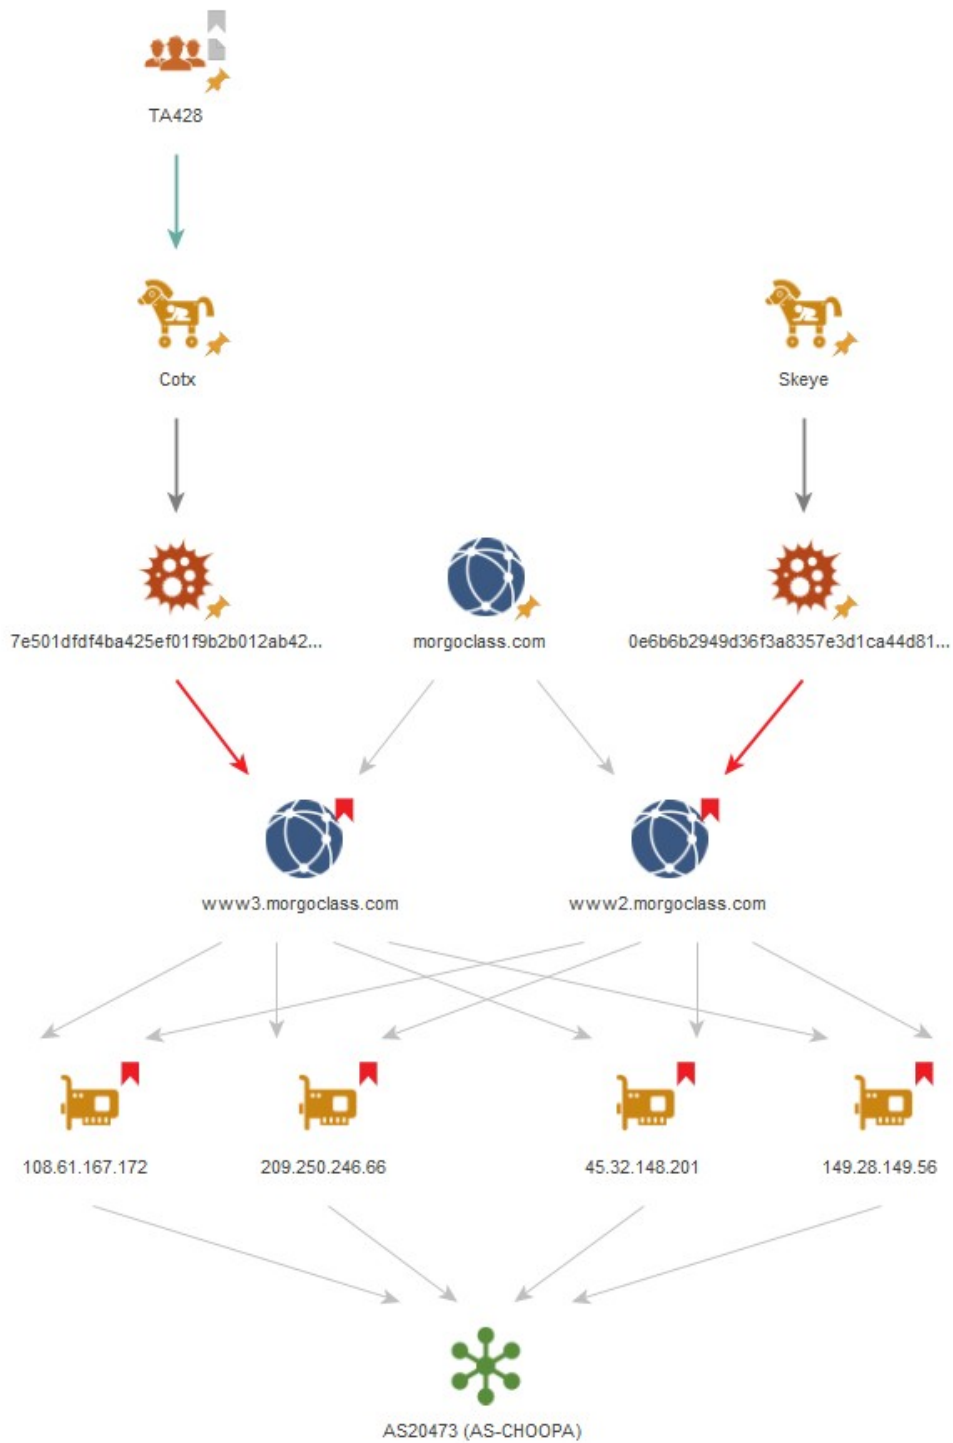 TA428
Cotx
Skeye
7e501dfdf4ba425ef01f9b2b012ab42...
morgoclass.com
0e6b6b2949d36f3a8357e3d1ca44d81...
www3.morgoclass.com
www2.morgoclass.com
108.61.167.172
209.250.246.66
45.32.148.201
149.28.149.56
AS20473 (AS-CHOOPA)